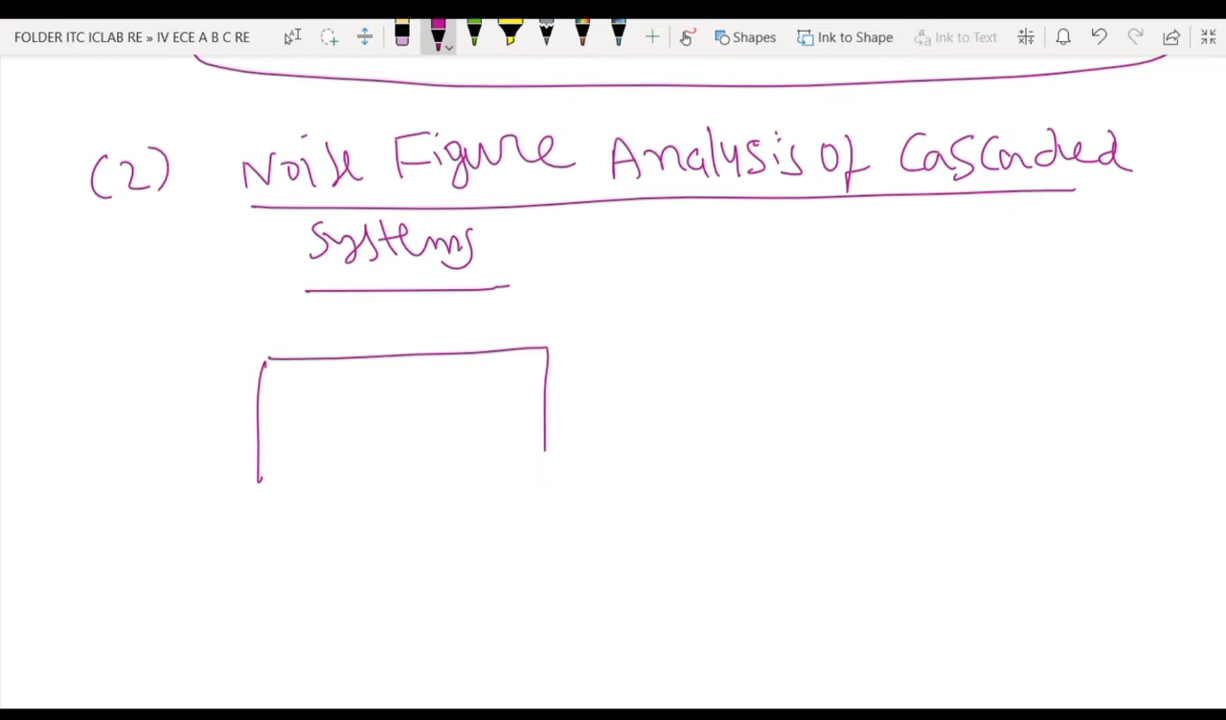 FOLDER ITC ICLAB RE » IV ECE A B C RE Shapes Ink to Shape Ink to Text
(2) Noise Figure Analysis of Cascaded
Systems